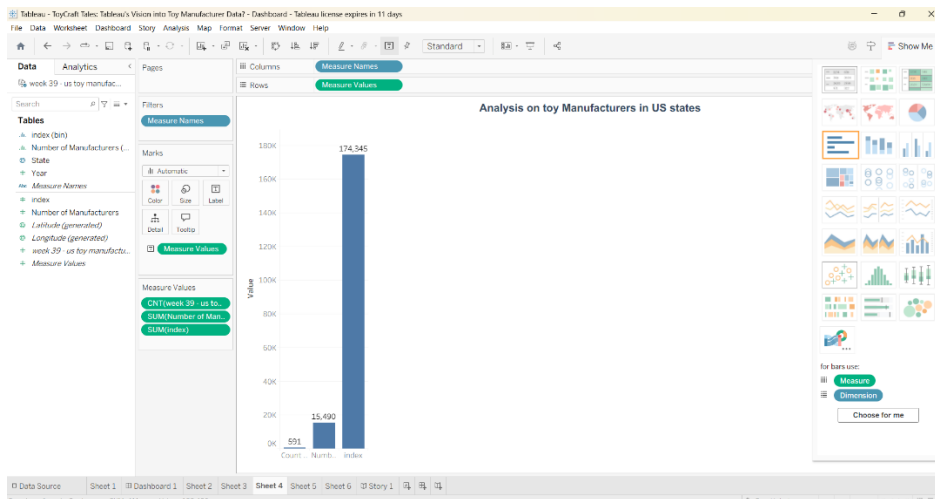 Tableau - ToyCraft Tales: Tableau's Vision into Toy Manufacturer Data? - Dashboard - Tableau license expires in 11 days
File Data Worksheet Dashboard Story Analysis Map Format Server Window Help
Standard
Show Me
Data Analytics
week 39 - us toy manufac...
Search
Tables
index (bin)
Number of Manufacturers (...
State
Year
Measure Names
index
Number of Manufacturers
Latitude (generated)
Longitude (generated)
week 39 - us toy manufactu...
Measure Values
Pages
Filters
Measure Names
Marks
Automatic
Color Size Label
Detail Tooltip
Measure Values
Measure Values
CNT(week 39 - us to..
SUM(Number of Man..
SUM(index)
Columns Measure Names
Rows Measure Values
Analysis on toy Manufacturers in US states
Value
180K
160K
140K
120K
100K
80K
60K
40K
20K
0K
174,345
15,490
591
Count .. Numb.. index
for bars use:
Measure
Dimension
Choose for me
Data Source Sheet 1 Dashboard 1 Sheet 2 Sheet 3 Sheet 4 Sheet 5 Sheet 6 Story 1